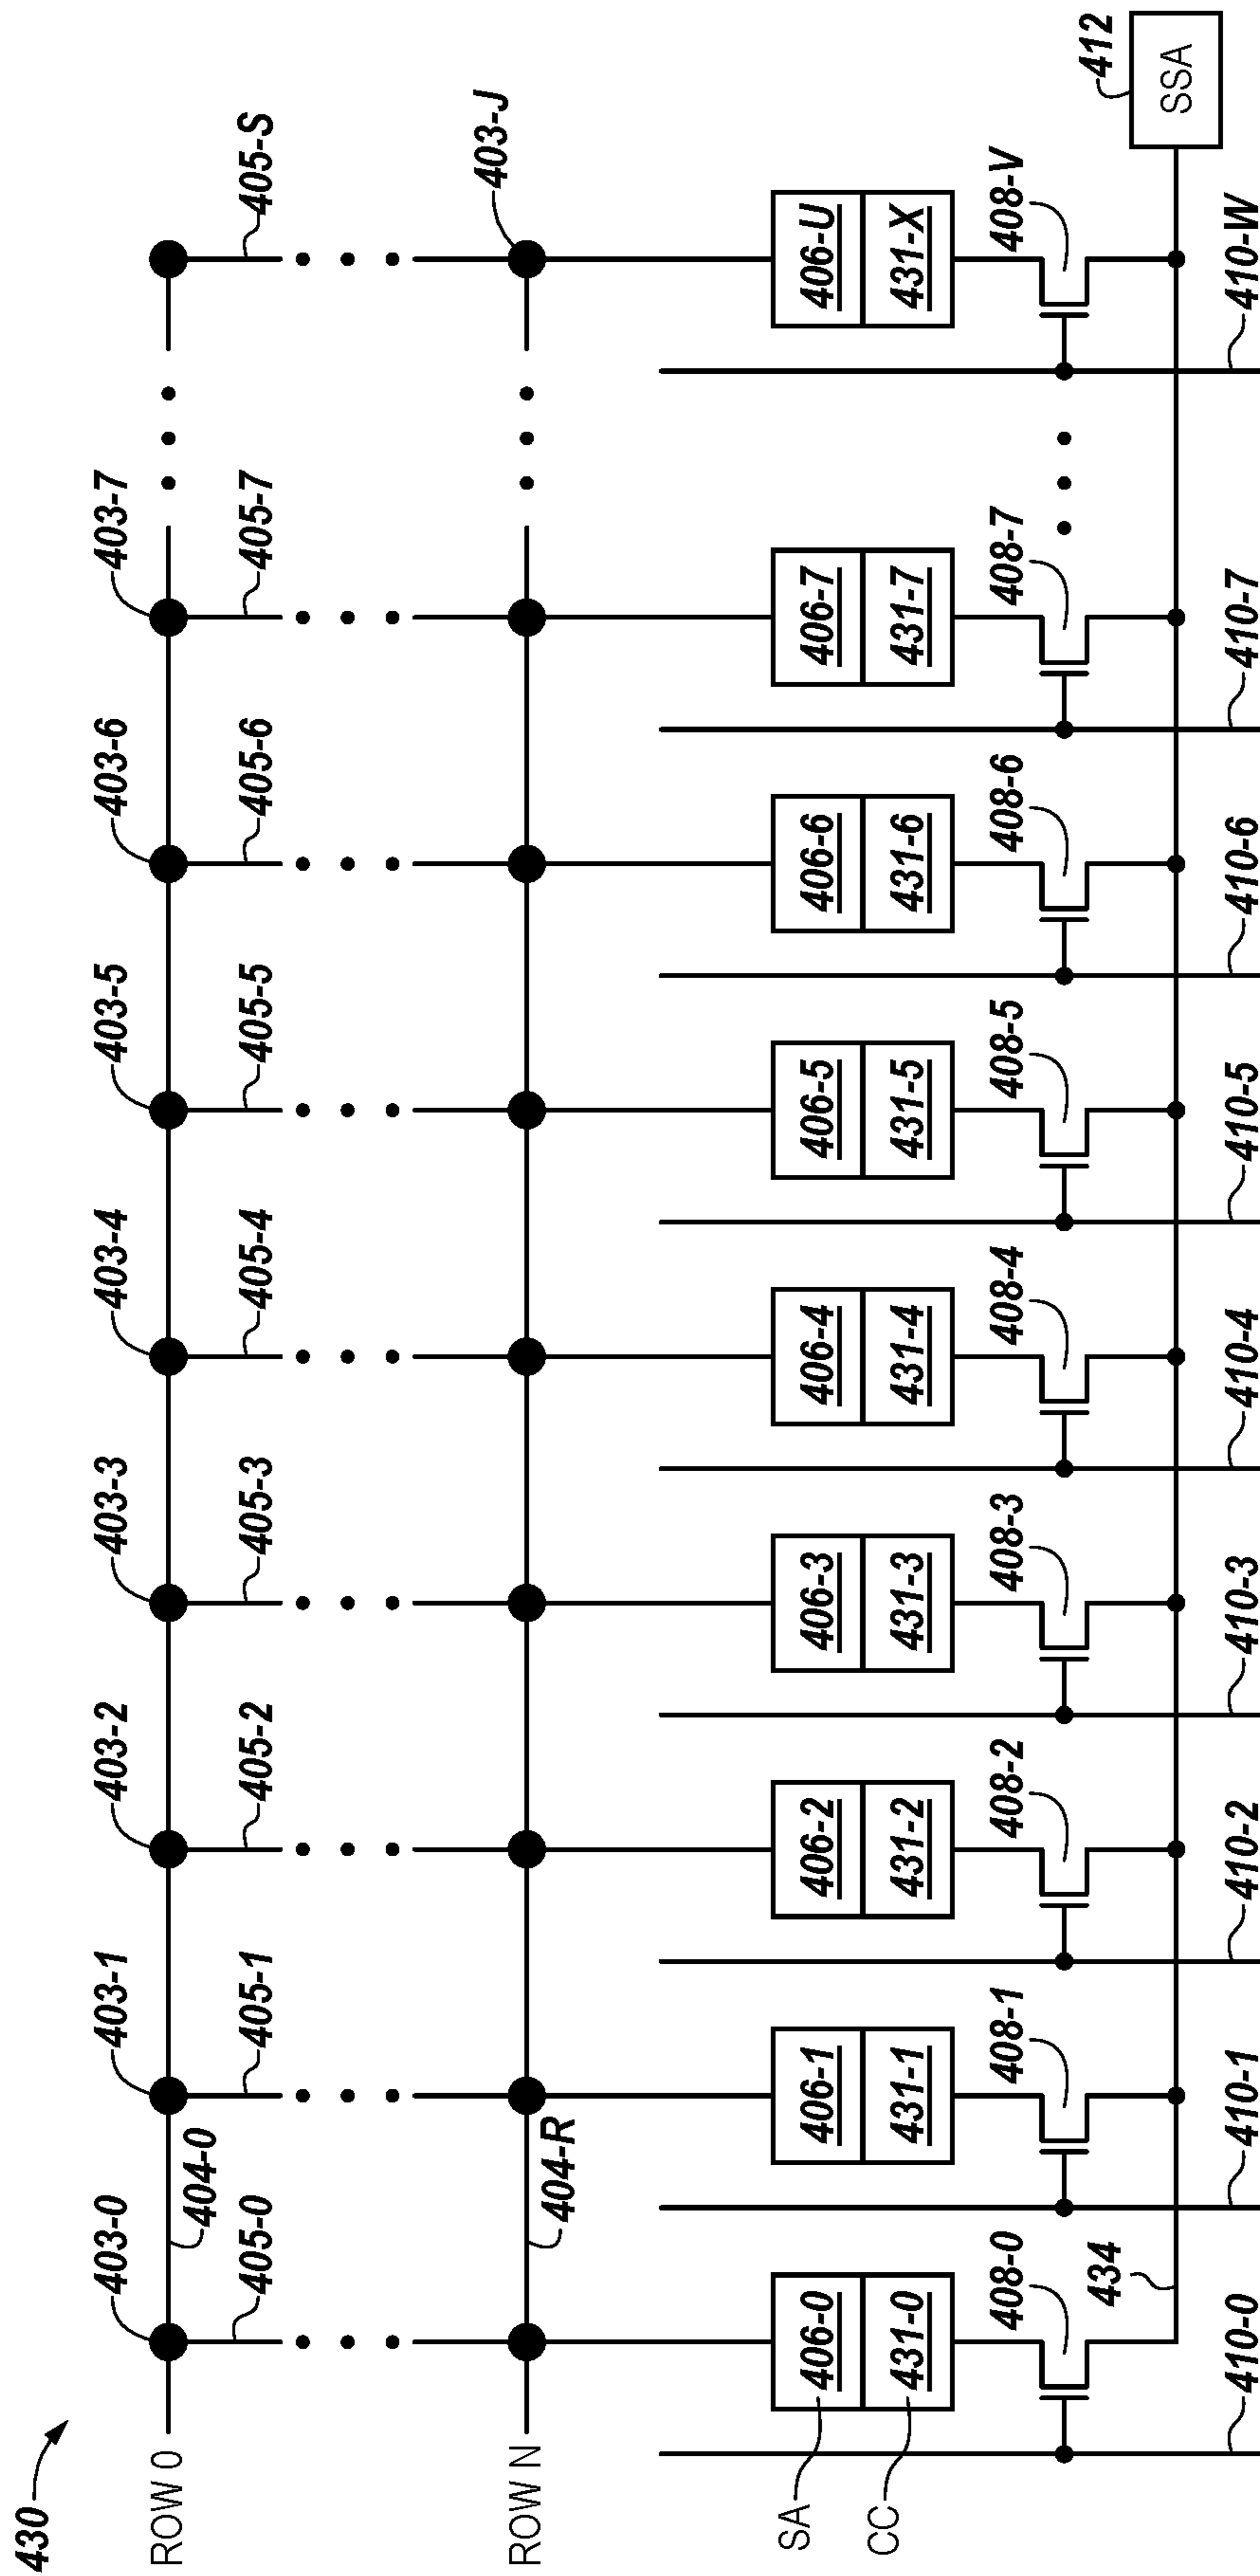 430
403-0 403-1 403-2 403-3 403-4 403-5 403-6 403-7
ROW 0
404-0
405-0 405-1 405-2 405-3 405-4 405-5 405-6 405-7 405-S
403-J
ROW N
404-R
SA 406-0 406-1 406-2 406-3 406-4 406-5 406-6 406-7 406-U
CC 431-0 431-1 431-2 431-3 431-4 431-5 431-6 431-7 431-X
408-0 408-1 408-2 408-3 408-4 408-5 408-6 408-7 408-V
434
412
SSA
410-0 410-1 410-2 410-3 410-4 410-5 410-6 410-7 410-W